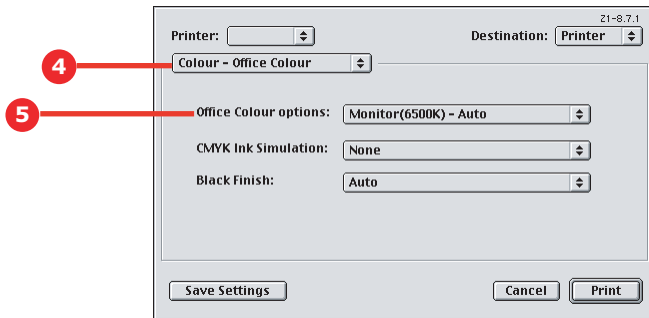 Z1-8.7.1
Printer: Destination: Printer
4 Colour - Office Colour
5 Office Colour options: Monitor(6500K) - Auto
CMYK Ink Simulation: None
Black Finish: Auto
Save Settings Cancel Print